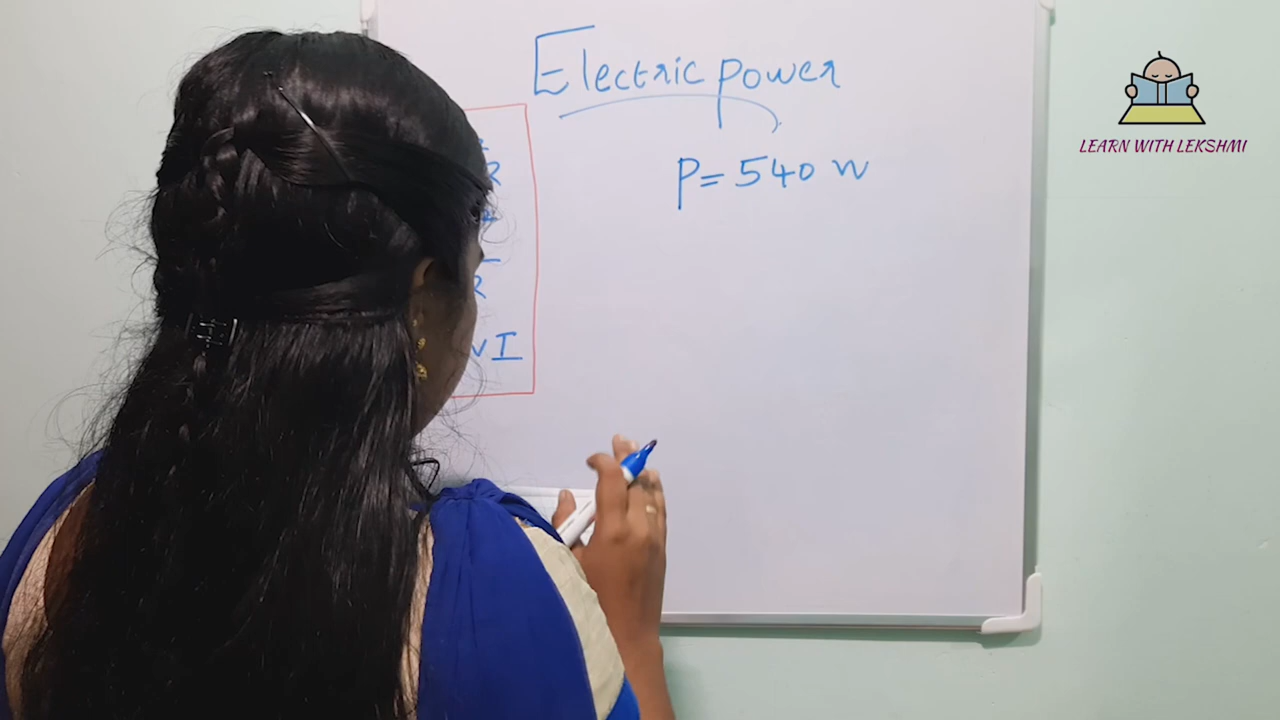 Electric power
P = 540 W
R
R
VI
LEARN WITH LEKSHMI